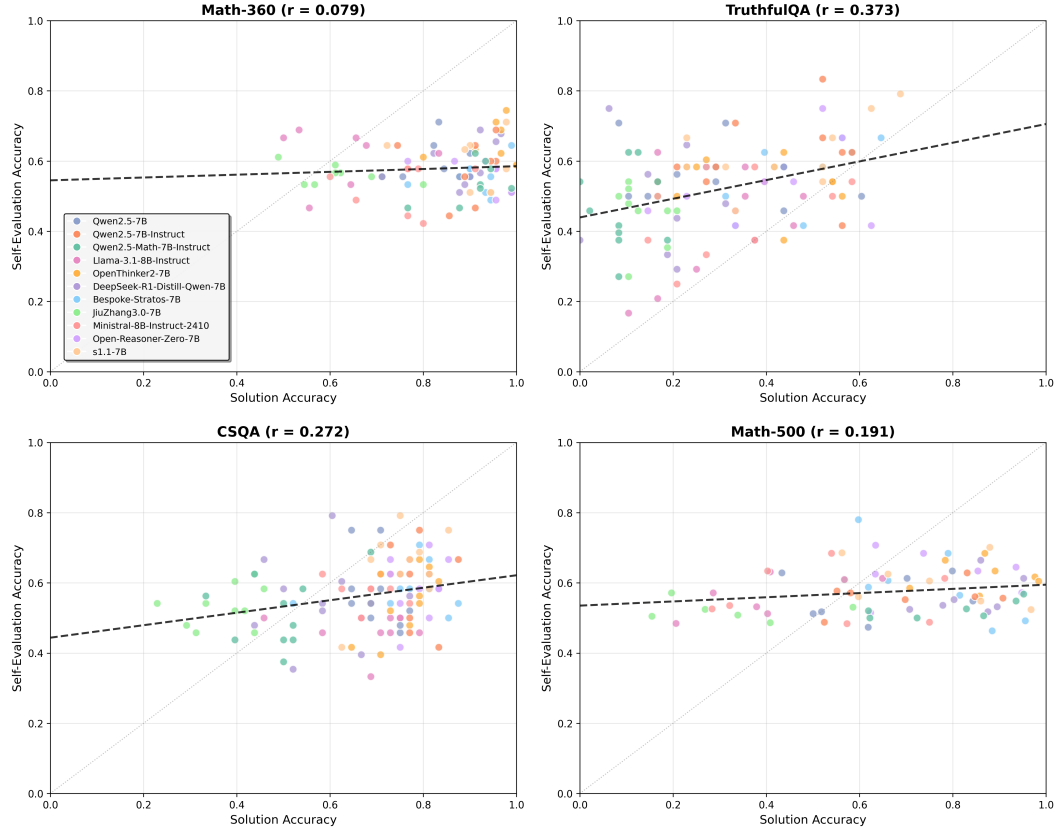 Math-360 (r = 0.079)
1.0
0.8
0.6
0.4
0.2
0.0
Self-Evaluation Accuracy
Qwen2.5-7B
Qwen2.5-7B-Instruct
Qwen2.5-Math-7B-Instruct
Llama-3.1-8B-Instruct
OpenThinker2-7B
DeepSeek-R1-Distill-Qwen-7B
Bespoke-Stratos-7B
JiuZhang3.0-7B
Ministral-8B-Instruct-2410
Open-Reasoner-Zero-7B
s1.1-7B
0.0 0.2 0.4 0.6 0.8 1.0
Solution Accuracy
TruthfulQA (r = 0.373)
1.0
0.8
0.6
0.4
0.2
0.0
Self-Evaluation Accuracy
0.0 0.2 0.4 0.6 0.8 1.0
Solution Accuracy
CSQA (r = 0.272)
1.0
0.8
0.6
0.4
0.2
0.0
Self-Evaluation Accuracy
0.0 0.2 0.4 0.6 0.8 1.0
Solution Accuracy
Math-500 (r = 0.191)
1.0
0.8
0.6
0.4
0.2
0.0
Self-Evaluation Accuracy
0.0 0.2 0.4 0.6 0.8 1.0
Solution Accuracy